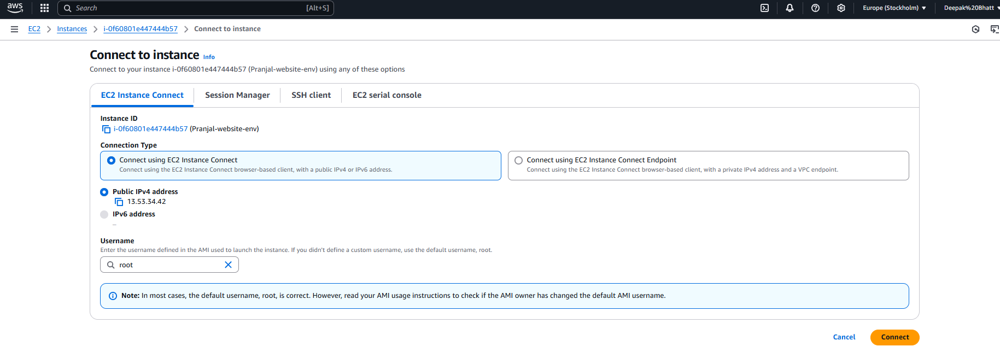 aws
Search [Alt+S]
Europe (Stockholm)
Deepak%20Bhatt
EC2
Instances
i-0f60801e447444b57
Connect to instance
Connect to instance Info
Connect to your instance i-0f60801e447444b57 (Pranjal-website-env) using any of these options
EC2 Instance Connect
Session Manager
SSH client
EC2 serial console
Instance ID
i-0f60801e447444b57 (Pranjal-website-env)
Connection Type
Connect using EC2 Instance Connect
Connect using the EC2 Instance Connect browser-based client, with a public IPv4 or IPv6 address.
Connect using EC2 Instance Connect Endpoint
Connect using the EC2 Instance Connect browser-based client, with a private IPv4 address and a VPC endpoint.
Public IPv4 address
13.53.34.42
IPv6 address
–
Username
Enter the username defined in the AMI used to launch the instance. If you didn't define a custom username, use the default username, root.
root
Note: In most cases, the default username, root, is correct. However, read your AMI usage instructions to check if the AMI owner has changed the default AMI username.
Cancel
Connect